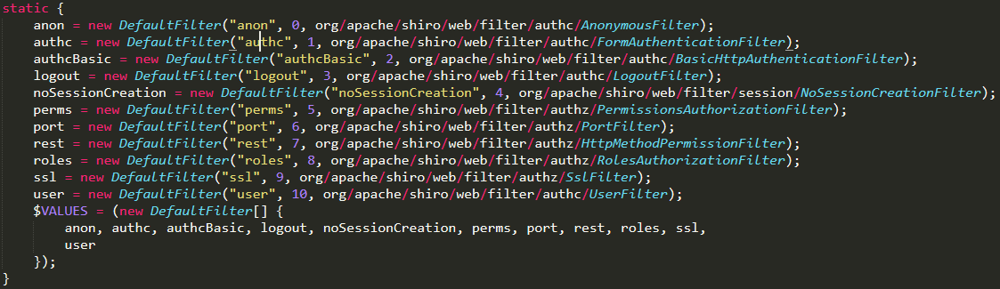 static {
    anon = new DefaultFilter("anon", 0, org/apache/shiro/web/filter/authc/AnonymousFilter);
    authc = new DefaultFilter("authc", 1, org/apache/shiro/web/filter/authc/FormAuthenticationFilter);
    authcBasic = new DefaultFilter("authcBasic", 2, org/apache/shiro/web/filter/authc/BasicHttpAuthenticationFilter);
    logout = new DefaultFilter("logout", 3, org/apache/shiro/web/filter/authc/LogoutFilter);
    noSessionCreation = new DefaultFilter("noSessionCreation", 4, org/apache/shiro/web/filter/session/NoSessionCreationFilter);
    perms = new DefaultFilter("perms", 5, org/apache/shiro/web/filter/authz/PermissionsAuthorizationFilter);
    port = new DefaultFilter("port", 6, org/apache/shiro/web/filter/authz/PortFilter);
    rest = new DefaultFilter("rest", 7, org/apache/shiro/web/filter/authz/HttpMethodPermissionFilter);
    roles = new DefaultFilter("roles", 8, org/apache/shiro/web/filter/authz/RolesAuthorizationFilter);
    ssl = new DefaultFilter("ssl", 9, org/apache/shiro/web/filter/authz/SslFilter);
    user = new DefaultFilter("user", 10, org/apache/shiro/web/filter/authc/UserFilter);
    $VALUES = (new DefaultFilter[] {
        anon, authc, authcBasic, logout, noSessionCreation, perms, port, rest, roles, ssl,
        user
    });
}